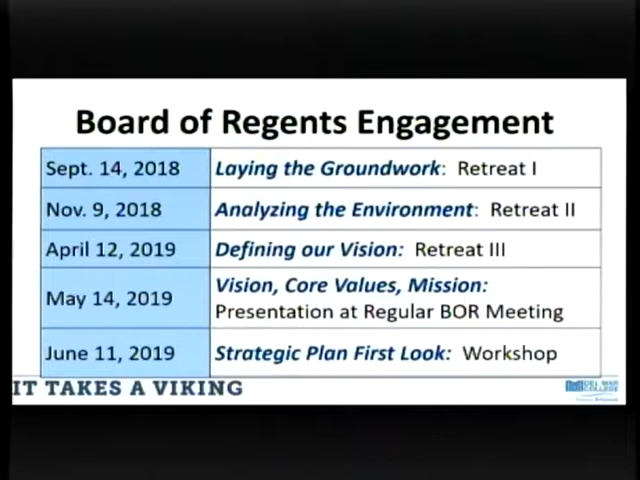 Board of Regents Engagement
Sept. 14, 2018 Laying the Groundwork: Retreat I
Nov. 9, 2018 Analyzing the Environment: Retreat II
April 12, 2019 Defining our Vision: Retreat III
May 14, 2019 Vision, Core Values, Mission:
Presentation at Regular BOR Meeting
June 11, 2019 Strategic Plan First Look: Workshop
IT TAKES A VIKING
DEL MAR
COLLEGE